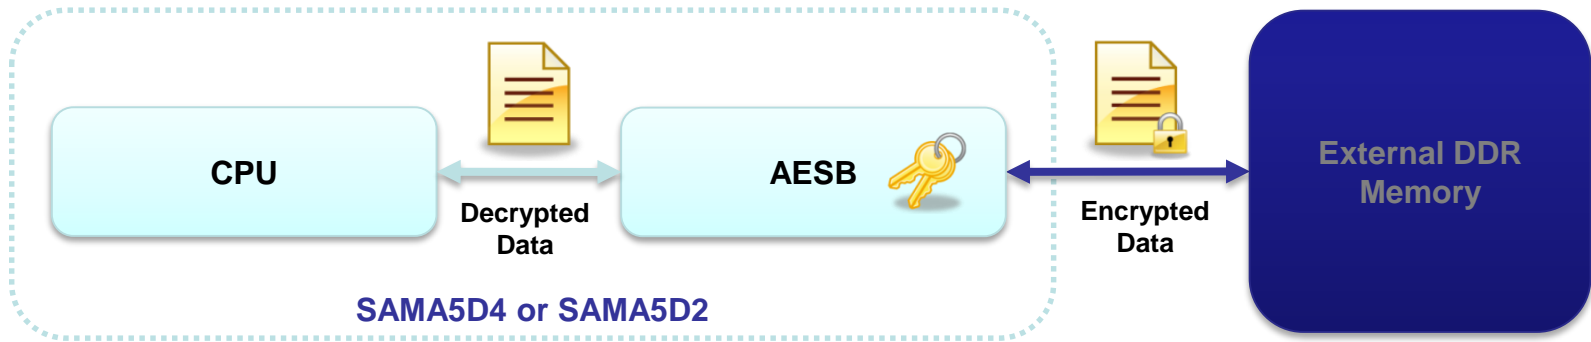 CPU
Decrypted
Data
AESB
Encrypted
Data
External DDR
Memory
SAMA5D4 or SAMA5D2